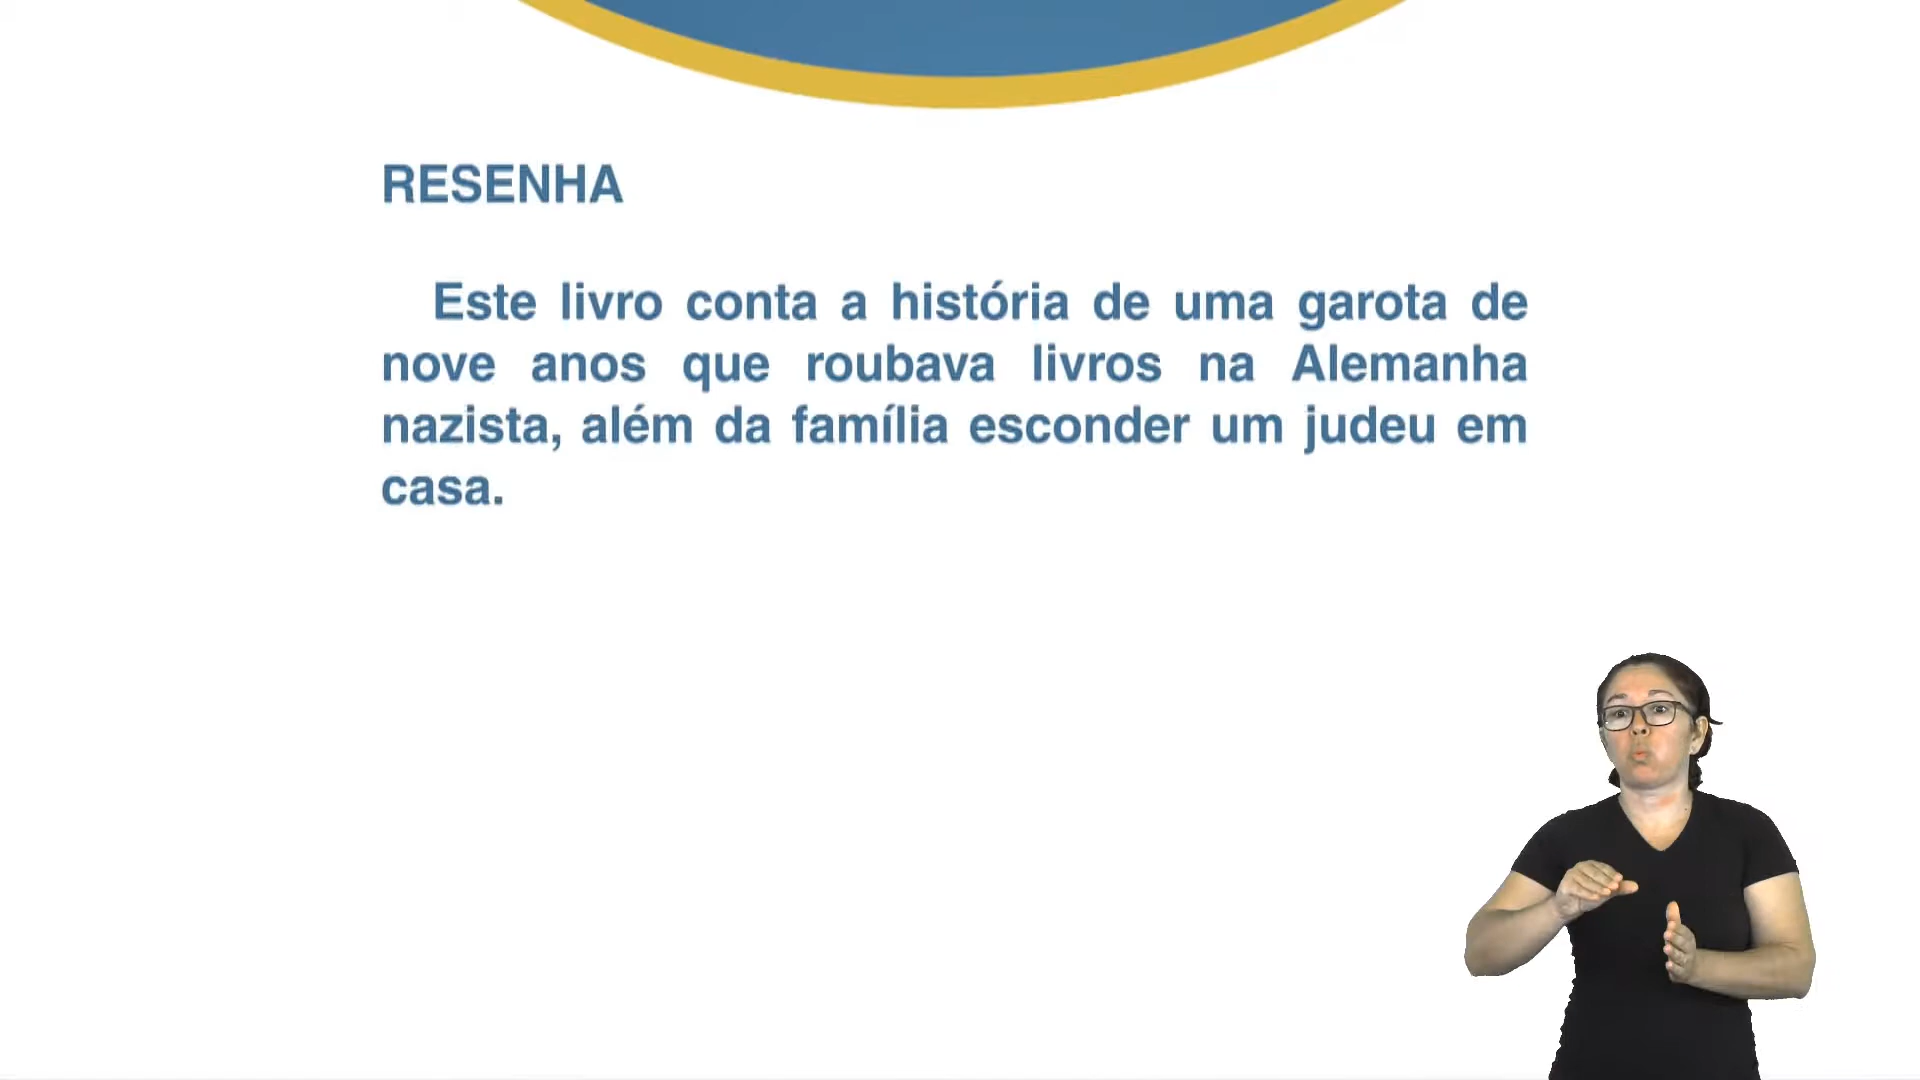 RESENHA
Este livro conta a história de uma garota de
nove anos que roubava livros na Alemanha
nazista, além da família esconder um judeu em
casa.